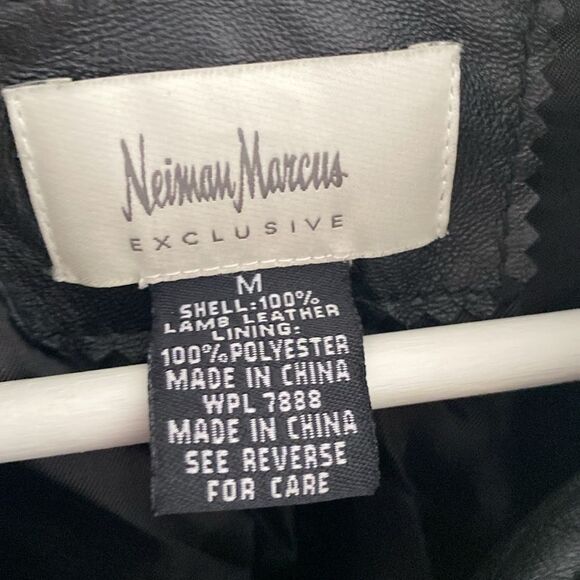 Neiman Marcus
EXCLUSIVE
M
SHELL:100%
LAMB LEATHER
LINING:
100%POLYESTER
MADE IN CHINA
WPL 7888
MADE IN CHINA
SEE REVERSE
FOR CARE